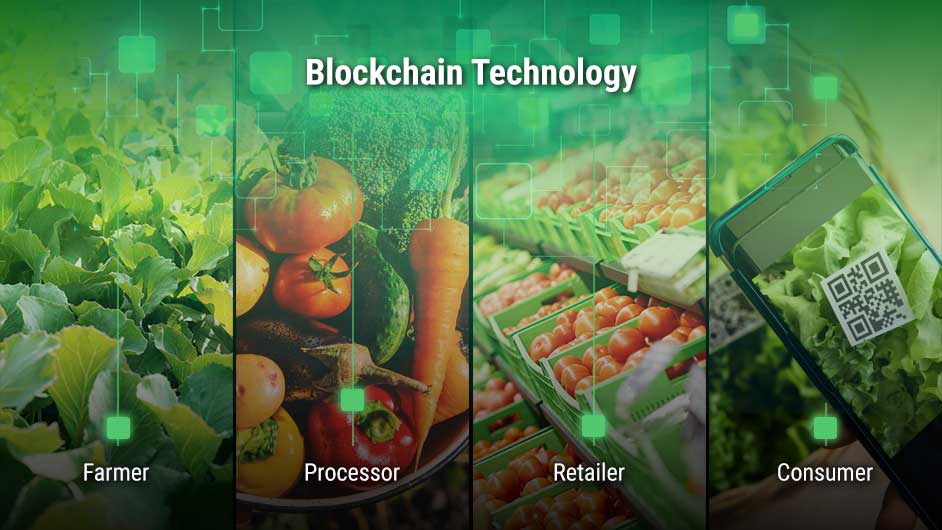 Blockchain Technology
Farmer
Processor
Retailer
Consumer